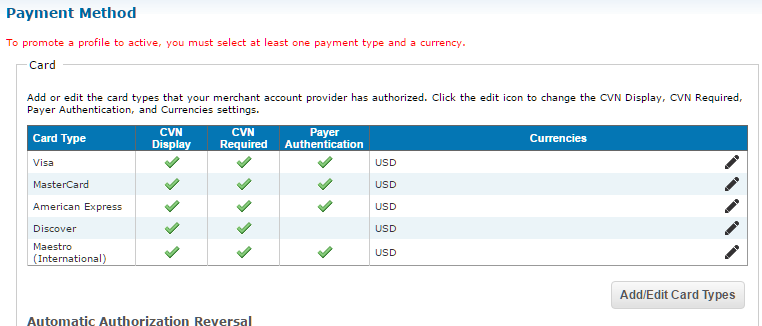 Payment Method
To promote a profile to active, you must select at least one payment type and a currency.
Card
Add or edit the card types that your merchant account provider has authorized. Click the edit icon to change the CVN Display, CVN Required,
Payer Authentication, and Currencies settings.
Card Type CVN Display CVN Required Payer Authentication Currencies
Visa USD
MasterCard USD
American Express USD
Discover USD
Maestro (International) USD
Add/Edit Card Types
Automatic Authorization Reversal